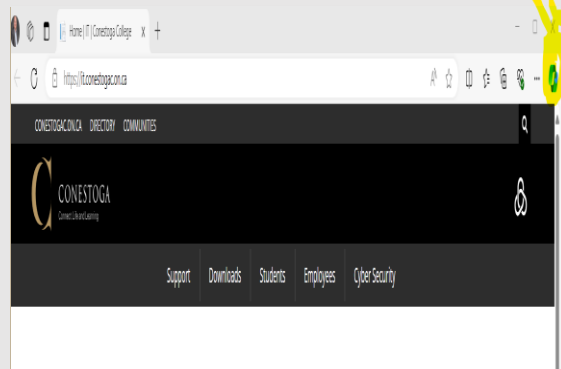 Home | IT | Conestoga College
https://it.conestogac.on.ca
CONESTOGAC.ON.CA DIRECTORY COMMUNITIES
CONESTOGA
Connect Life and Learning
Support Downloads Students Employees Cyber Security